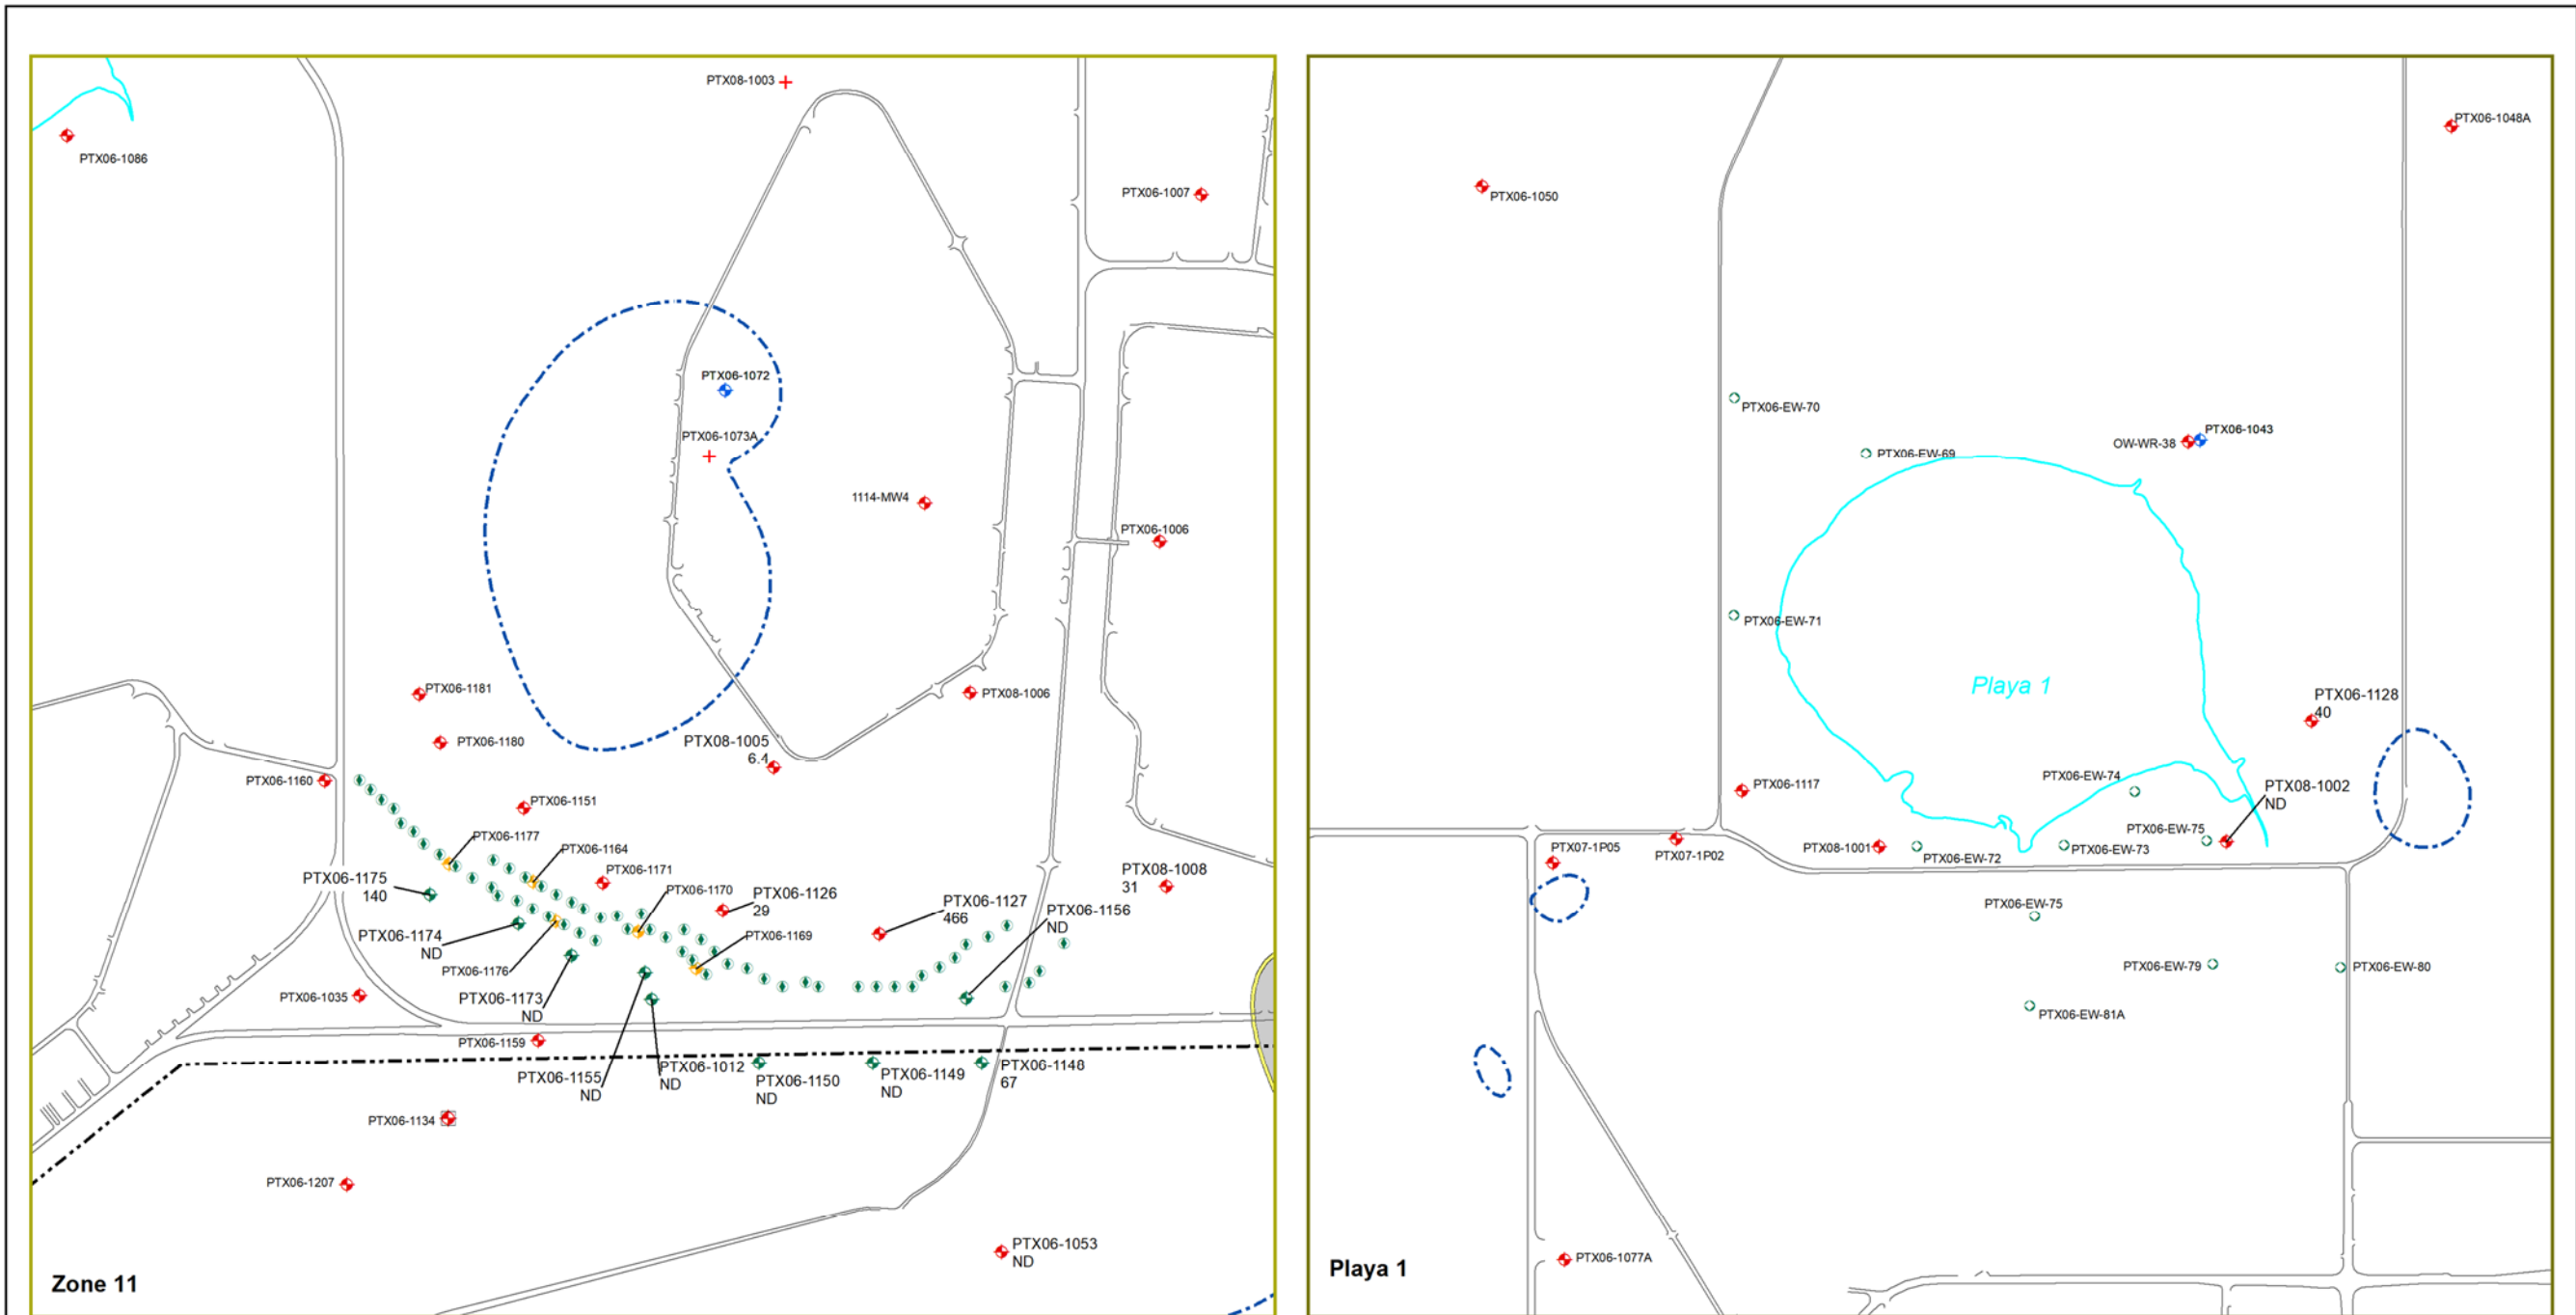 PTX08-1003
PTX06-1086
PTX06-1007
PTX06-1072
PTX06-1073A
1114-MW4
PTX06-1006
PTX06-1181
PTX08-1006
PTX06-1180
PTX08-1005
6.4
PTX06-1160
PTX06-1151
PTX06-1177
PTX06-1164
PTX06-1171
PTX06-1175
140
PTX06-1170
PTX06-1126
29
PTX06-1127
466
PTX08-1008
31
PTX06-1156
ND
PTX06-1174
ND
PTX06-1169
PTX06-1176
PTX06-1035
PTX06-1173
ND
PTX06-1159
PTX06-1155
ND
PTX06-1012
ND
PTX06-1150
ND
PTX06-1149
ND
PTX06-1148
67
PTX06-1134
PTX06-1207
PTX06-1053
ND
Zone 11
PTX06-1048A
PTX06-1050
PTX06-EW-70
PTX06-EW-69
OW-WR-38
PTX06-1043
PTX06-EW-71
Playa 1
PTX06-1128
40
PTX06-EW-74
PTX06-1117
PTX08-1002
ND
PTX06-EW-75
PTX07-1P05
PTX07-1P02
PTX08-1001
PTX06-EW-72
PTX06-EW-73
PTX06-EW-75
PTX06-EW-79
PTX06-EW-80
PTX06-EW-81A
PTX06-1077A
Playa 1